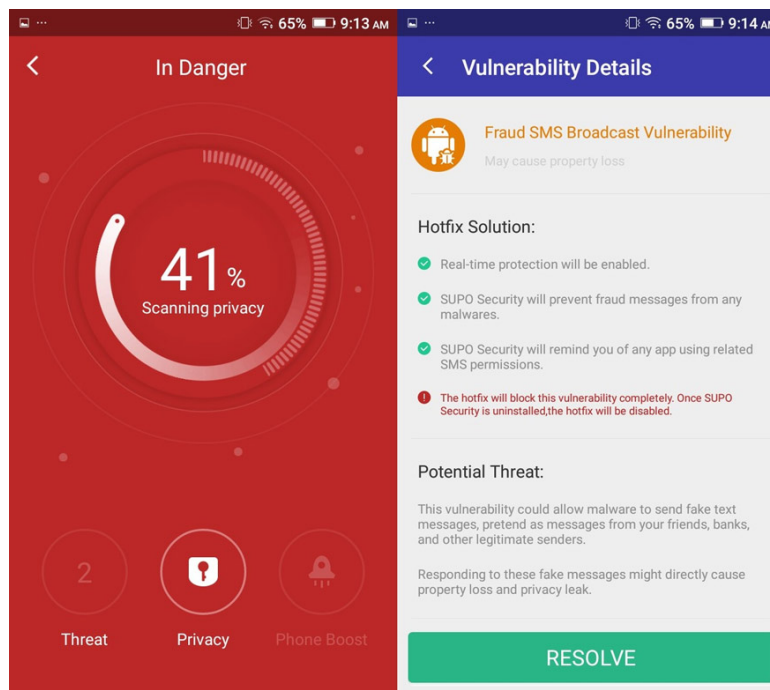 65% 9:13 AM
In Danger
41%
Scanning privacy
2
Threat
Privacy
Phone Boost
65% 9:14 AM
Vulnerability Details
Fraud SMS Broadcast Vulnerability
May cause property loss
Hotfix Solution:
Real-time protection will be enabled.
SUPO Security will prevent fraud messages from any
malwares.
SUPO Security will remind you of any app using related
SMS permissions.
The hotfix will block this vulnerability completely. Once SUPO
Security is uninstalled,the hotfix will be disabled.
Potential Threat:
This vulnerability could allow malware to send fake text
messages, pretend as messages from your friends, banks,
and other legitimate senders.
Responding to these fake messages might directly cause
property loss and privacy leak.
RESOLVE